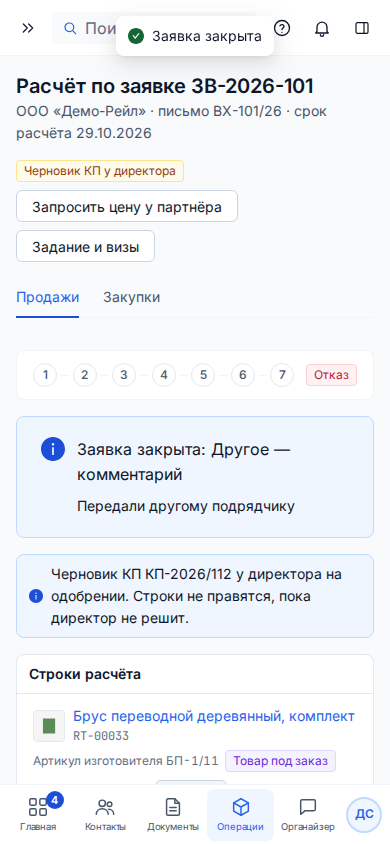 Пои
Заявка закрыта
Расчёт по заявке ЗВ-2026-101
ООО «Демо-Рейл» · письмо ВХ-101/26 · срок
расчёта 29.10.2026
Черновик КП у директора
Запросить цену у партнёра
Задание и визы
Продажи Закупки
1 2 3 4 5 6 7 Отказ
Заявка закрыта: Другое —
комментарий
Передали другому подрядчику
Черновик КП КП-2026/112 у директора на
одобрении. Строки не правятся, пока
директор не решит.
Строки расчёта
Брус переводной деревянный, комплект
RT-00033
Артикул изготовителя БП-1/11 Товар под заказ
4
Главная Контакты Документы Операции Органайзер ДС